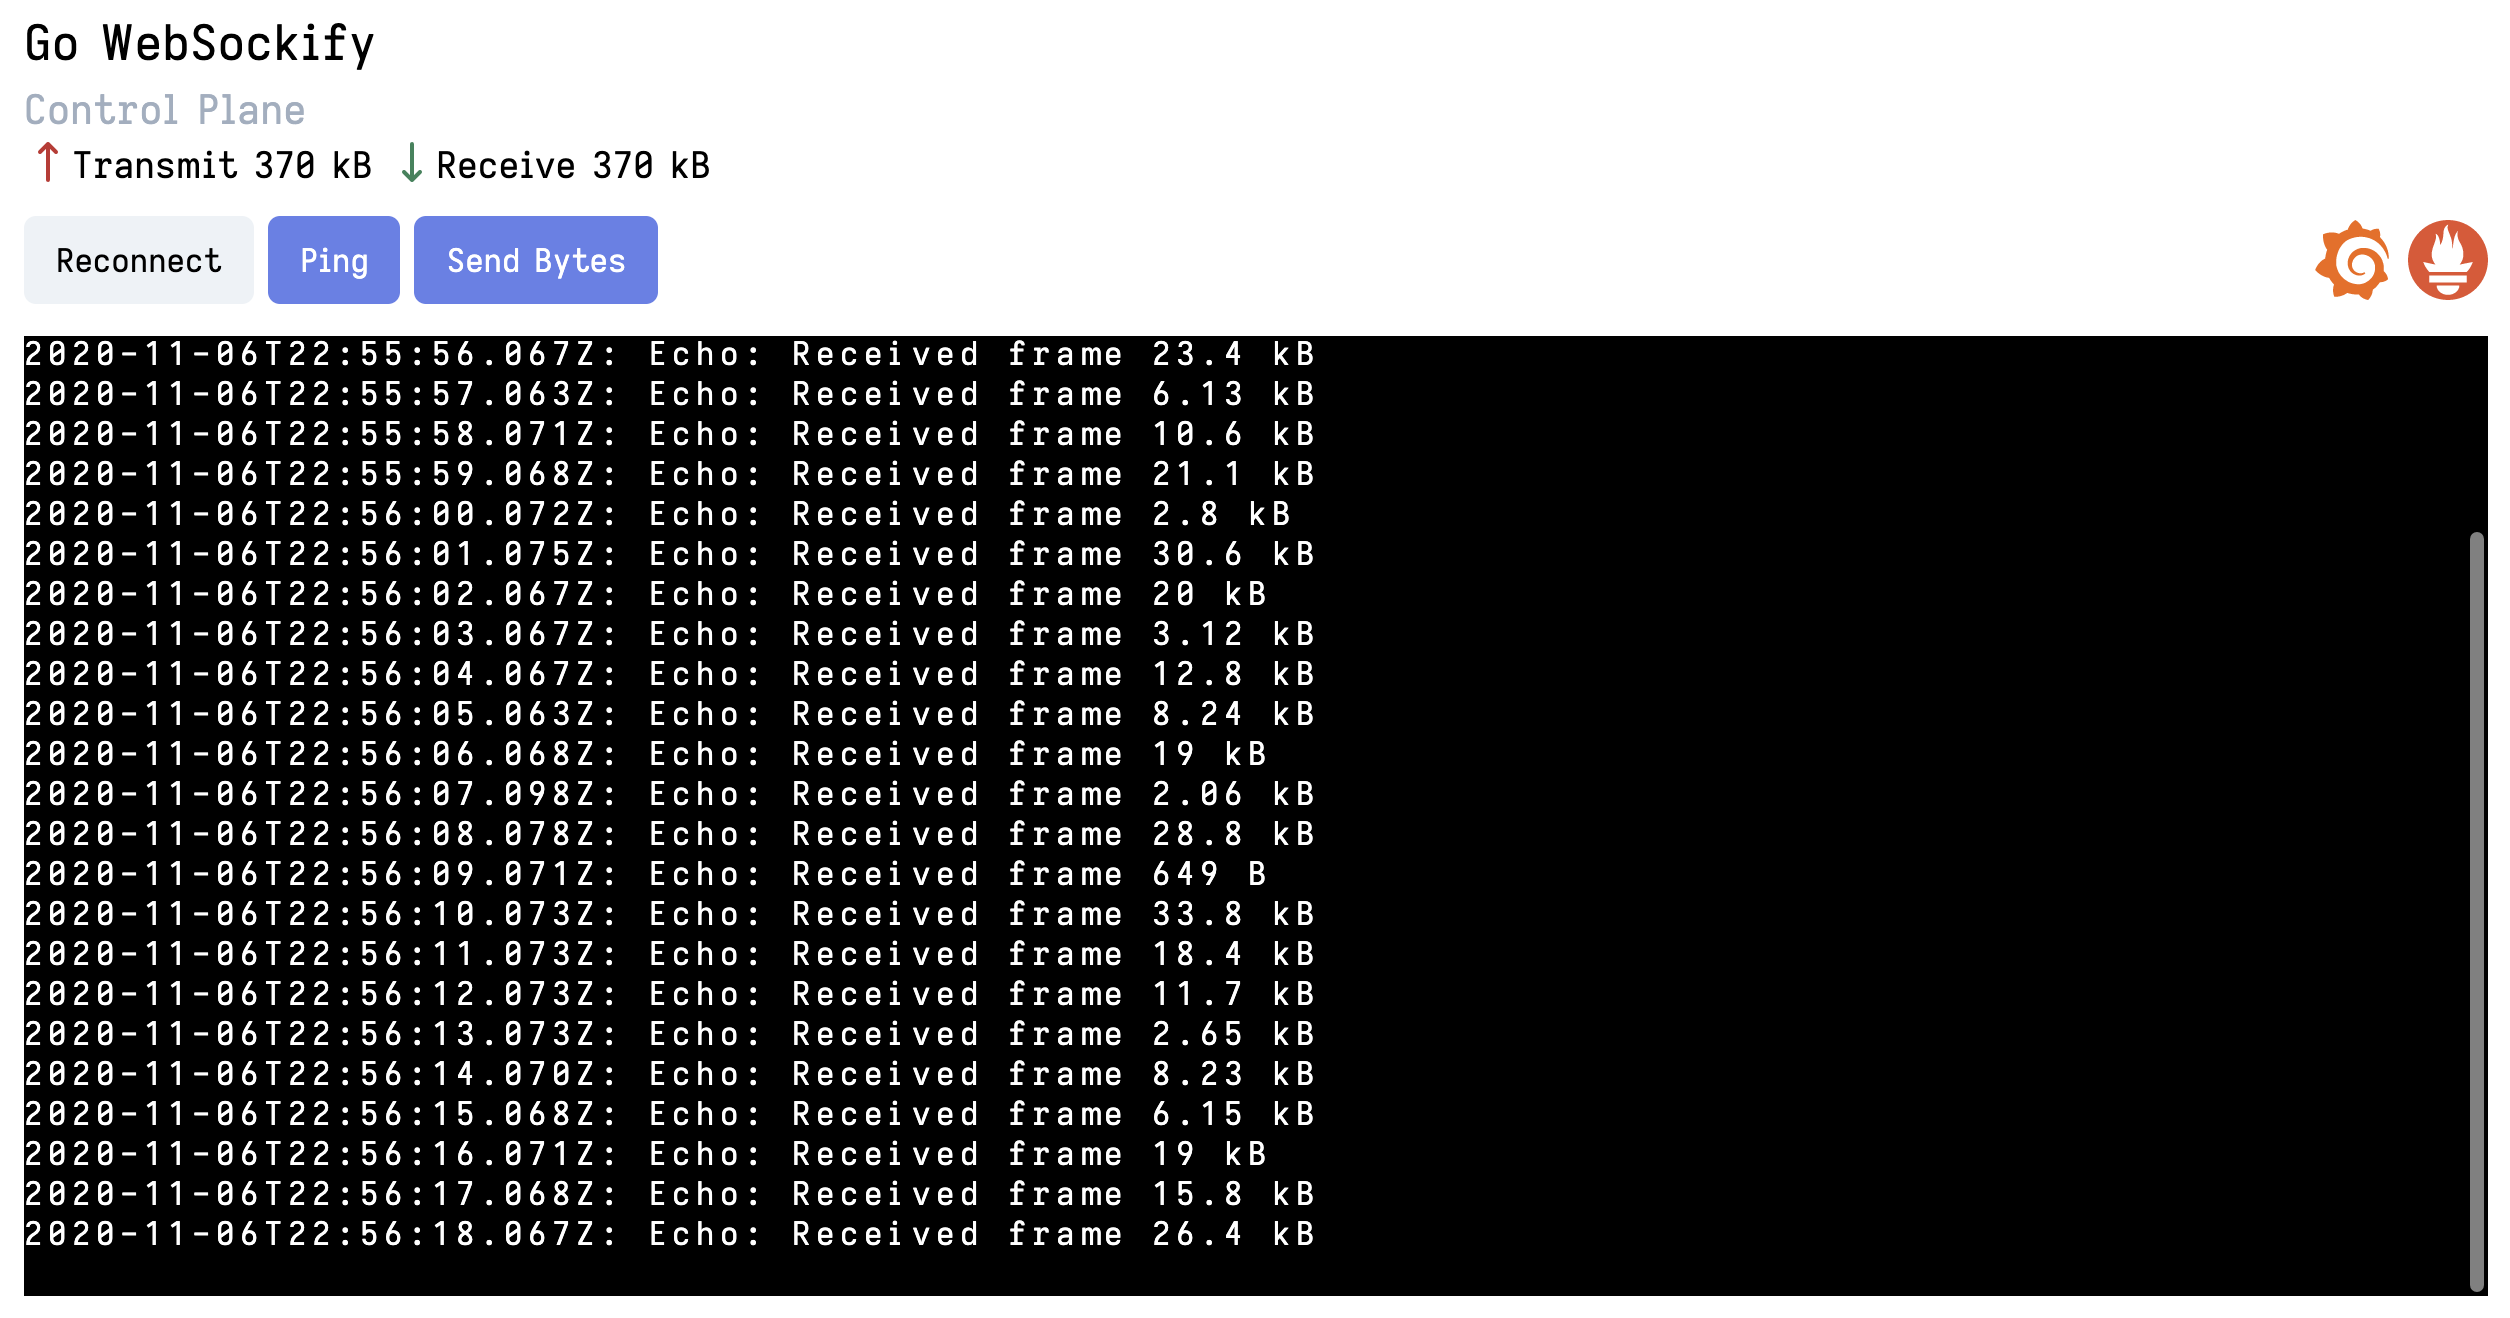 Go WebSockify
Control Plane
↑ Transmit 370 kB ↓ Receive 370 kB
Reconnect Ping Send Bytes
2020-11-06T22:55:56.067Z: Echo: Received frame 23.4 kB
2020-11-06T22:55:57.063Z: Echo: Received frame 6.13 kB
2020-11-06T22:55:58.071Z: Echo: Received frame 10.6 kB
2020-11-06T22:55:59.068Z: Echo: Received frame 21.1 kB
2020-11-06T22:56:00.072Z: Echo: Received frame 2.8 kB
2020-11-06T22:56:01.075Z: Echo: Received frame 30.6 kB
2020-11-06T22:56:02.067Z: Echo: Received frame 20 kB
2020-11-06T22:56:03.067Z: Echo: Received frame 3.12 kB
2020-11-06T22:56:04.067Z: Echo: Received frame 12.8 kB
2020-11-06T22:56:05.063Z: Echo: Received frame 8.24 kB
2020-11-06T22:56:06.068Z: Echo: Received frame 19 kB
2020-11-06T22:56:07.098Z: Echo: Received frame 2.06 kB
2020-11-06T22:56:08.078Z: Echo: Received frame 28.8 kB
2020-11-06T22:56:09.071Z: Echo: Received frame 649 B
2020-11-06T22:56:10.073Z: Echo: Received frame 33.8 kB
2020-11-06T22:56:11.073Z: Echo: Received frame 18.4 kB
2020-11-06T22:56:12.073Z: Echo: Received frame 11.7 kB
2020-11-06T22:56:13.073Z: Echo: Received frame 2.65 kB
2020-11-06T22:56:14.070Z: Echo: Received frame 8.23 kB
2020-11-06T22:56:15.068Z: Echo: Received frame 6.15 kB
2020-11-06T22:56:16.071Z: Echo: Received frame 19 kB
2020-11-06T22:56:17.068Z: Echo: Received frame 15.8 kB
2020-11-06T22:56:18.067Z: Echo: Received frame 26.4 kB